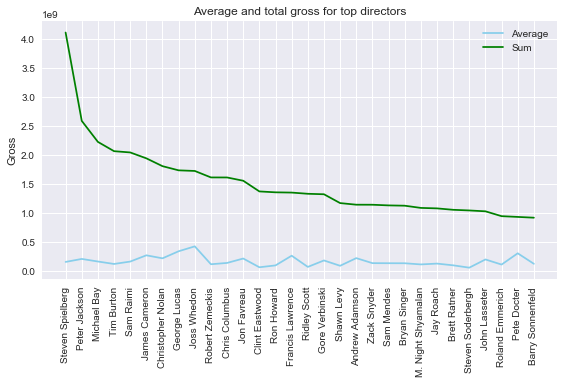 Average and total gross for top directors
1e9
Average
Sum
4.0
3.5
3.0
2.5
2.0
1.5
1.0
0.5
0.0
Gross
Steven Spielberg
Peter Jackson
Michael Bay
Tim Burton
Sam Raimi
James Cameron
Christopher Nolan
George Lucas
Joss Whedon
Robert Zemeckis
Chris Columbus
Jon Favreau
Clint Eastwood
Ron Howard
Francis Lawrence
Ridley Scott
Gore Verbinski
Shawn Levy
Andrew Adamson
Zack Snyder
Sam Mendes
Bryan Singer
M. Night Shyamalan
Jay Roach
Brett Ratner
Steven Soderbergh
John Lasseter
Roland Emmerich
Pete Docter
Barry Sonnenfeld